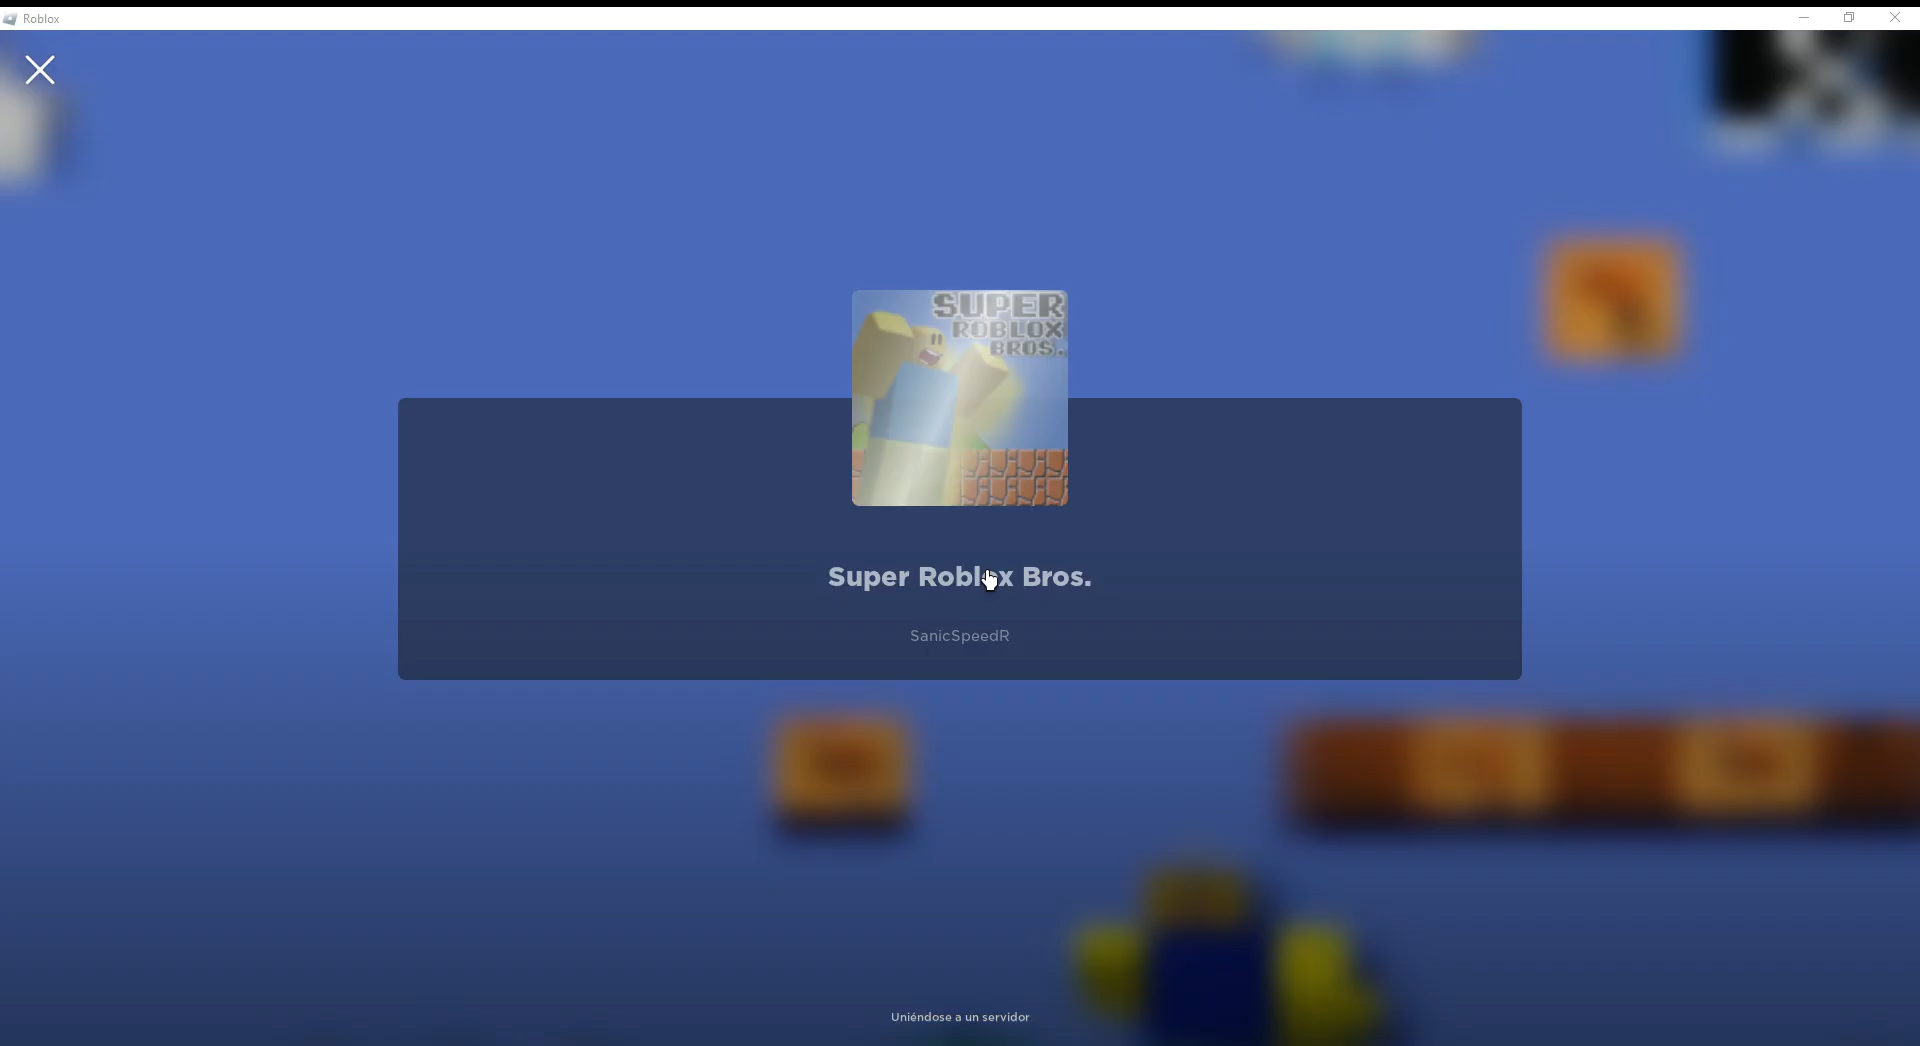 Roblox
SUPER
ROBLOX
BROS.
Super Roblox Bros.
SanicSpeedR
Uniéndose a un servidor